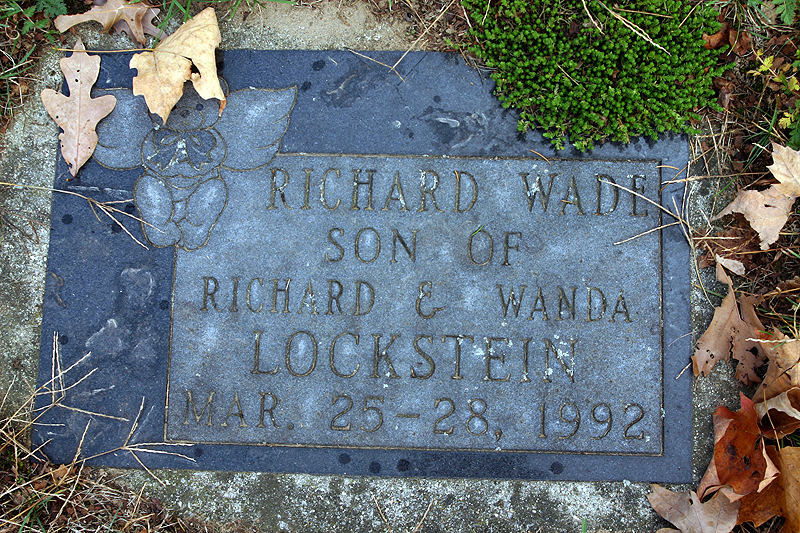 RICHARD WADE
SON OF
RICHARD & WANDA
LOCKSTEIN
MAR. 25-28, 1992